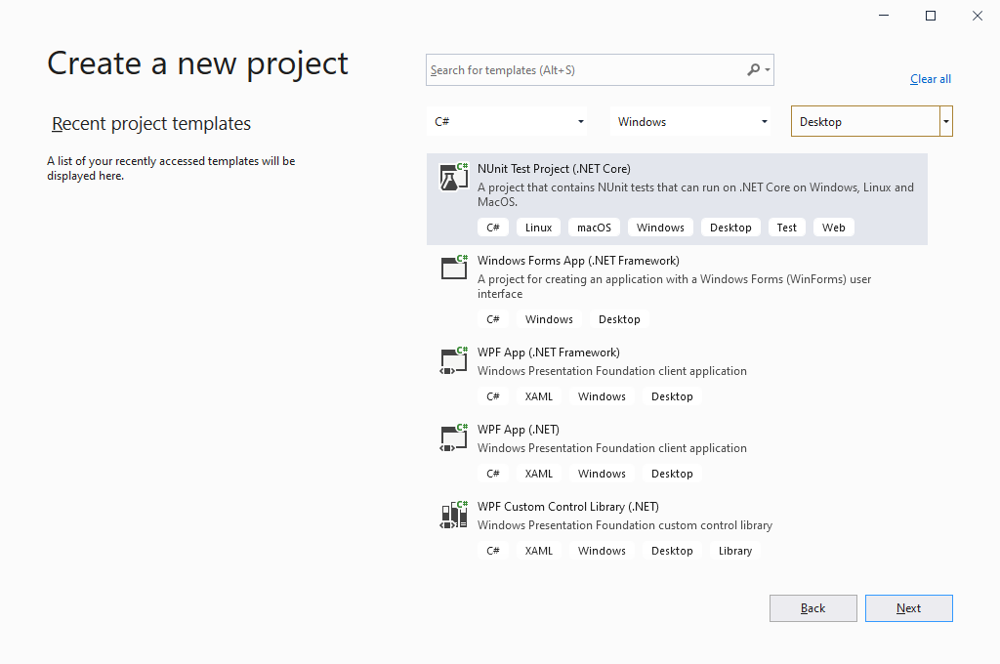 Create a new project
Recent project templates
A list of your recently accessed templates will be
displayed here.
Search for templates (Alt+S)
Clear all
C# Windows Desktop
C#
NUnit Test Project (.NET Core)
A project that contains NUnit tests that can run on .NET Core on Windows, Linux and
MacOS.
C# Linux macOS Windows Desktop Test Web
C#
Windows Forms App (.NET Framework)
A project for creating an application with a Windows Forms (WinForms) user
interface
C# Windows Desktop
C#
WPF App (.NET Framework)
Windows Presentation Foundation client application
C# XAML Windows Desktop
C#
WPF App (.NET)
Windows Presentation Foundation client application
C# XAML Windows Desktop
C#
WPF Custom Control Library (.NET)
Windows Presentation Foundation custom control library
C# XAML Windows Desktop Library
Back Next